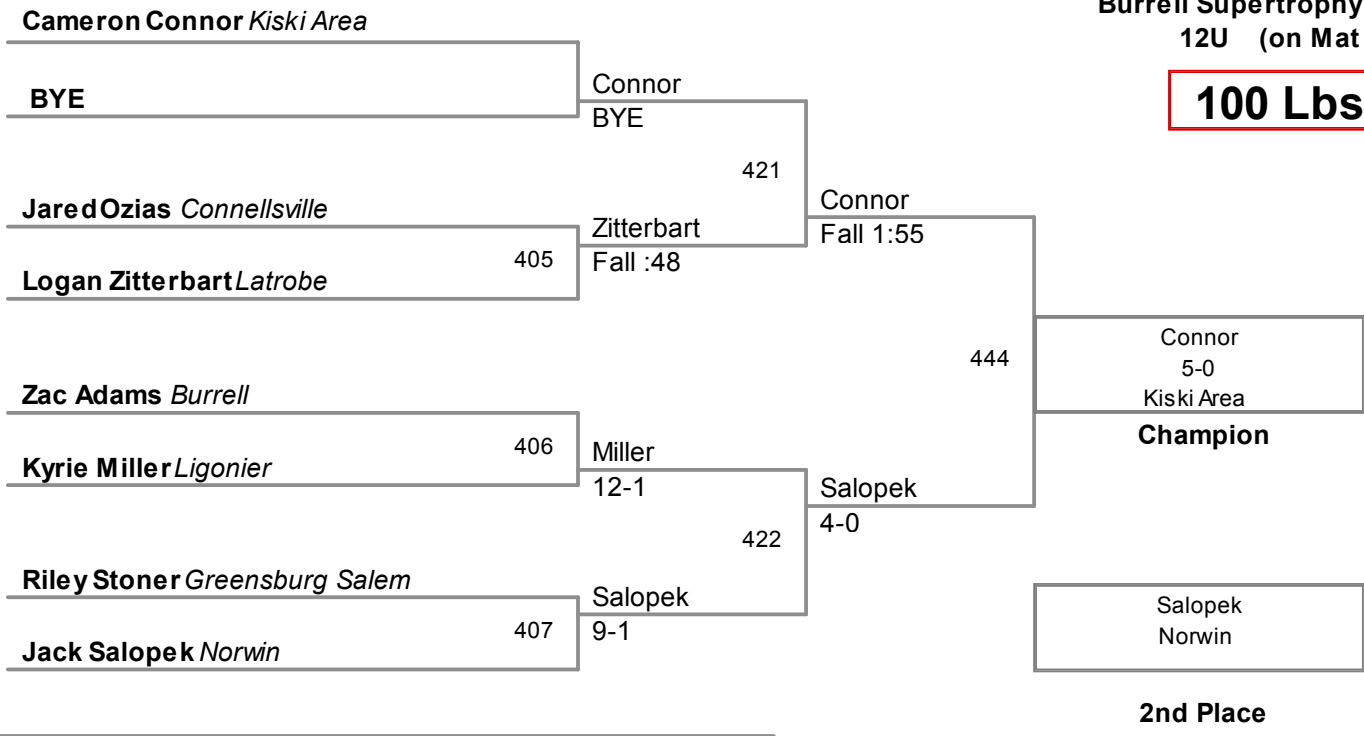 Burrell Supertrophy
12U (on Mat
100 Lbs
Cameron Connor Kiski Area
BYE
Connor
BYE
421
Jared Ozias Connellsville
405
Logan Zitterbart Latrobe
Zitterbart
Fall :48
Connor
Fall 1:55
444
Zac Adams Burrell
406
Kyrie Miller Ligonier
Miller
12-1
422
Riley Stoner Greensburg Salem
407
Jack Salopek Norwin
Salopek
9-1
Salopek
4-0
Connor
5-0
Kiski Area
Champion
Salopek
Norwin
2nd Place